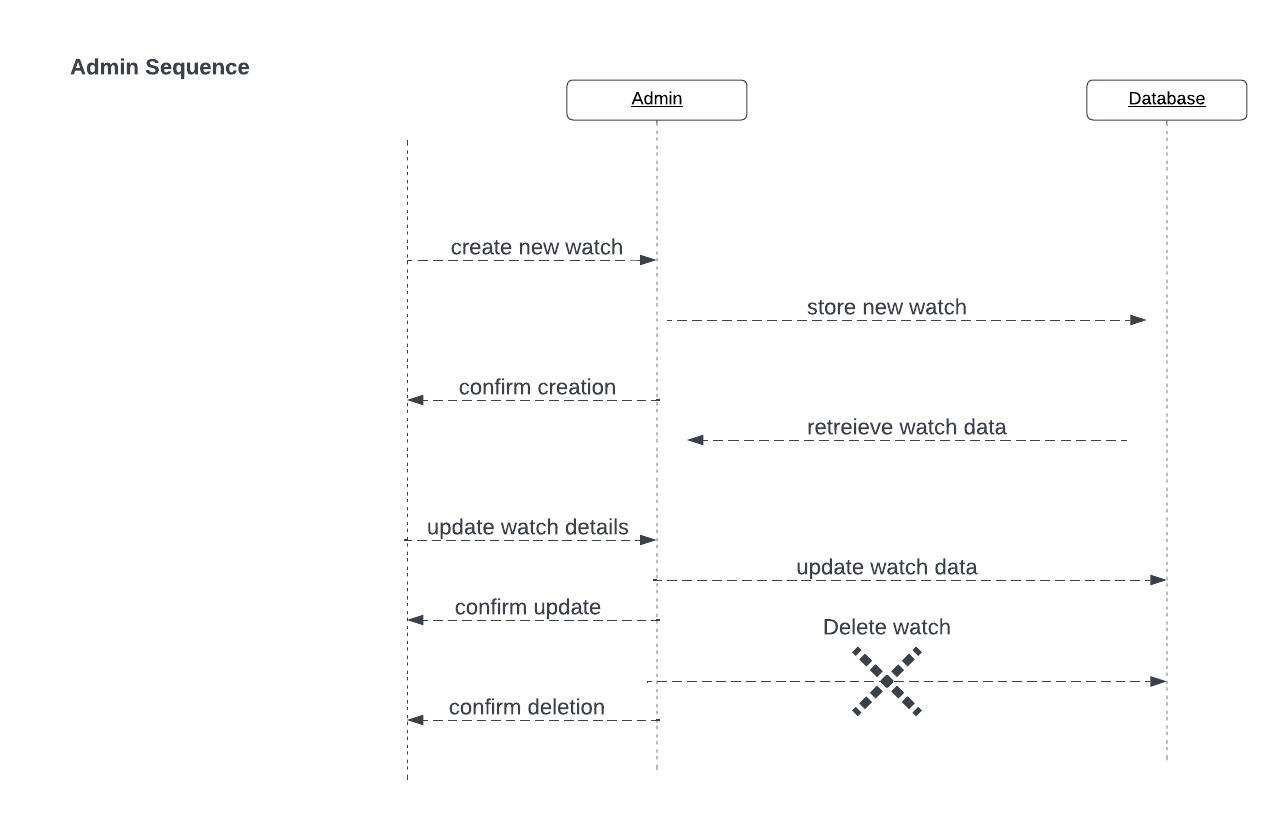 Admin Sequence
Admin
Database
create new watch
store new watch
confirm creation
retreieve watch data
update watch details
update watch data
confirm update
Delete watch
confirm deletion